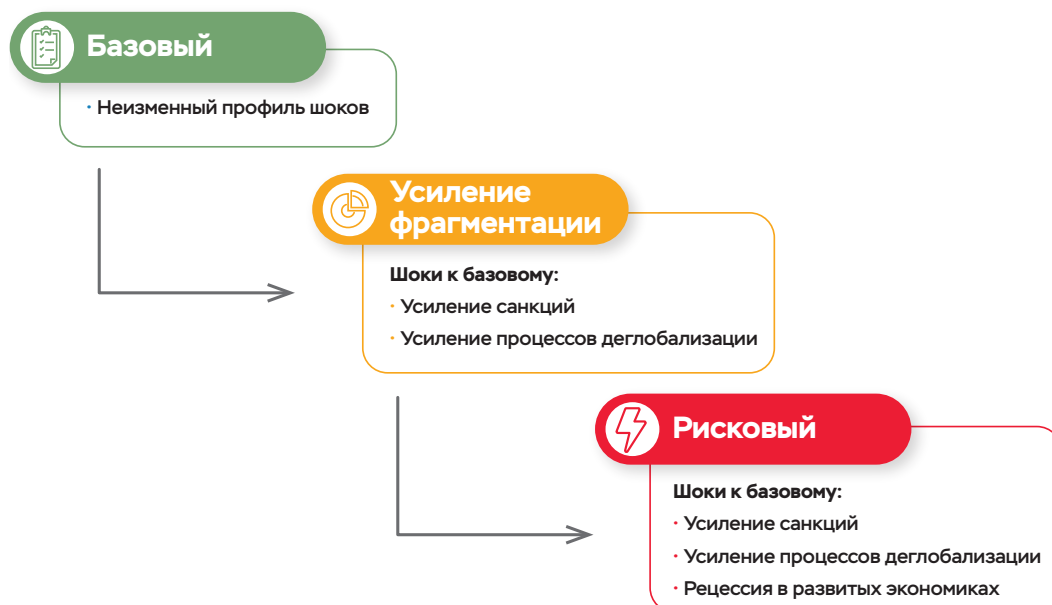 Базовый
· Неизменный профиль шоков
Усиление
фрагментации
Шоки к базовому:
· Усиление санкций
· Усиление процессов деглобализации
Рисковый
Шоки к базовому:
· Усиление санкций
· Усиление процессов деглобализации
· Рецессия в развитых экономиках